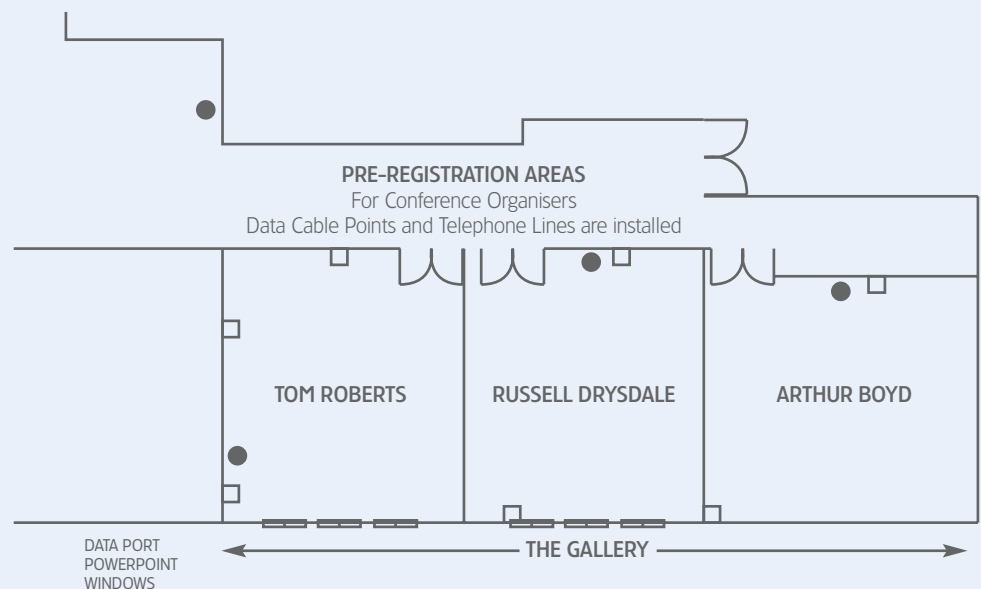 PRE-REGISTRATION AREAS
For Conference Organisers
Data Cable Points and Telephone Lines are installed
TOM ROBERTS
RUSSELL DRYSDALE
ARTHUR BOYD
THE GALLERY
DATA PORT
POWERPOINT
WINDOWS